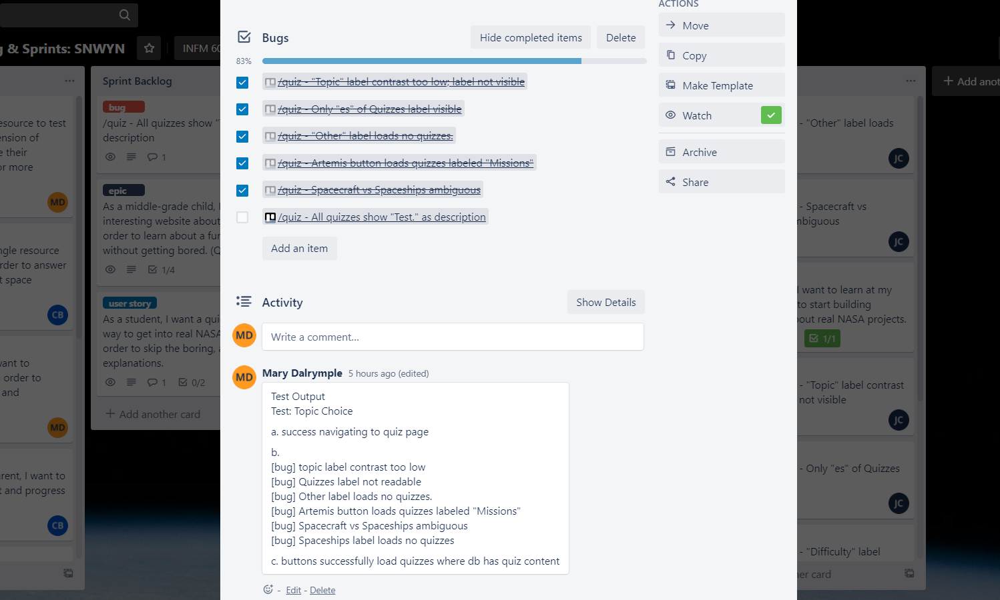 g & Sprints: SNWYN
INFM 60
esource to test
ension of
e their
or more
MD
ngle resource
order to answer
t space
CB
want to
order to
and
MD
rent, I want to
t and progress
CB
Sprint Backlog
bug
/quiz - All quizzes show "
description
1
epic
As a middle-grade child, I
interesting website about
order to learn about a fun
without getting bored. (Q
1/4
user story
As a student, I want a qui
way to get into real NASA
order to skip the boring,
explanations.
1
0/2
+ Add another card
Bugs
Hide completed items
Delete
83%
/quiz - "Topic" label contrast too low; label not visible
/quiz - Only "es" of Quizzes label visible
/quiz - "Other" label loads no quizzes.
/quiz - Artemis button loads quizzes labeled "Missions"
/quiz - Spacecraft vs Spaceships ambiguous
/quiz - All quizzes show "Test." as description
Add an item
Activity
Show Details
MD
Write a comment...
MD
Mary Dalrymple 5 hours ago (edited)
Test Output
Test: Topic Choice
a. success navigating to quiz page
b.
[bug] topic label contrast too low
[bug] Quizzes label not readable
[bug] Other label loads no quizzes.
[bug] Artemis button loads quizzes labeled "Missions"
[bug] Spacecraft vs Spaceships ambiguous
[bug] Spaceships label loads no quizzes
c. buttons successfully load quizzes where db has quiz content
- Edit - Delete
ACTIONS
Move
Copy
Make Template
Watch
Archive
Share
- "Other" label loads
JC
- Spacecraft vs
nbiguous
JC
I want to learn at my
to start building
out real NASA projects.
1/1
- "Topic" label contrast
not visible
JC
- Only "es" of Quizzes
JC
- "Difficulty" label
er card
+ Add anot